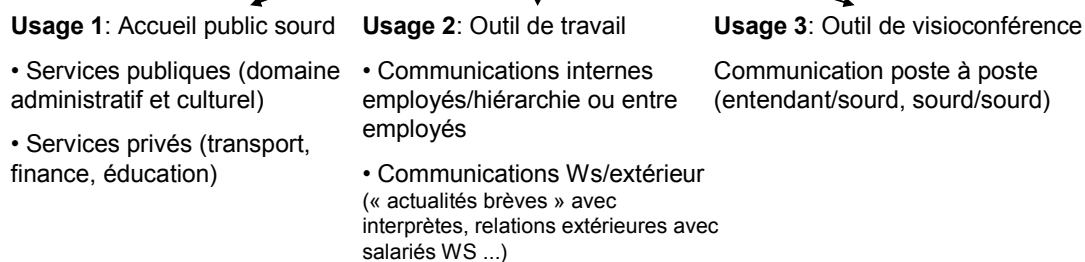 Usage 1: Accueil public sourd
• Services publiques (domaine
administratif et culturel)
• Services privés (transport,
finance, éducation)
Usage 2: Outil de travail
• Communications internes
employés/hiérarchie ou entre
employés
• Communications Ws/extérieur
(« actualités brèves » avec
interprètes, relations extérieures avec
salariés WS ...)
Usage 3: Outil de visioconférence
Communication poste à poste
(entendant/sourd, sourd/sourd)